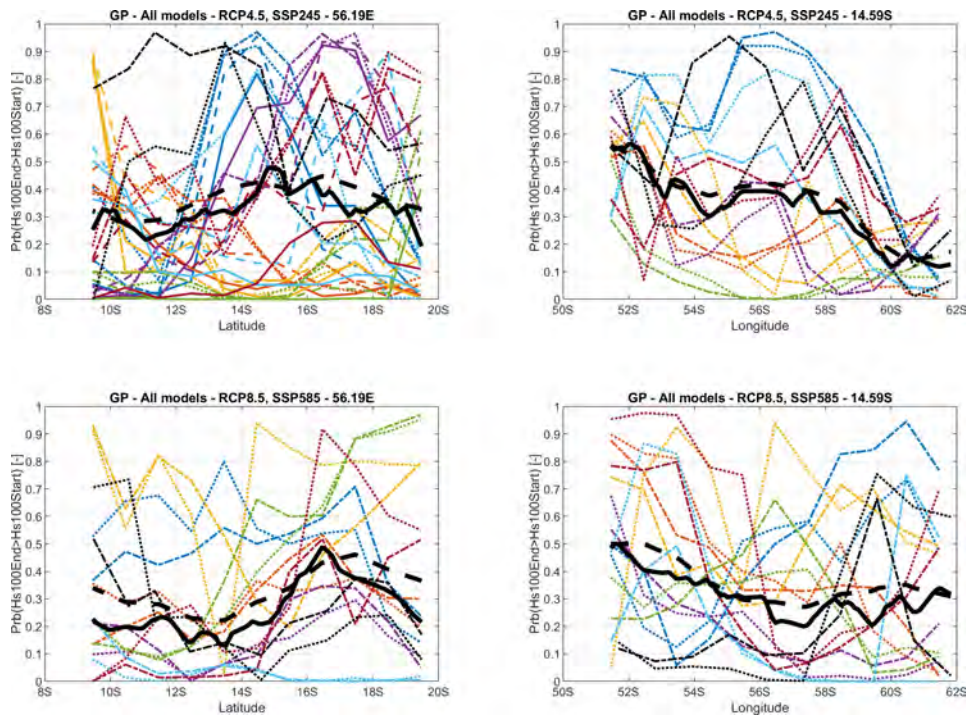 GP - All models - RCP4.5, SSP245 - 56.19E
Prb(Hs100End>Hs100Start) [-]
1
0.9
0.8
0.7
0.6
0.5
0.4
0.3
0.2
0.1
0
8S 10S 12S 14S 16S 18S 20S
Latitude
GP - All models - RCP4.5, SSP245 - 14.59S
Prb(Hs100End>Hs100Start) [-]
1
0.9
0.8
0.7
0.6
0.5
0.4
0.3
0.2
0.1
0
50S 52S 54S 56S 58S 60S 62S
Longitude
GP - All models - RCP8.5, SSP585 - 56.19E
Prb(Hs100End>Hs100Start) [-]
1
0.9
0.8
0.7
0.6
0.5
0.4
0.3
0.2
0.1
0
8S 10S 12S 14S 16S 18S 20S
Latitude
GP - All models - RCP8.5, SSP585 - 14.59S
Prb(Hs100End>Hs100Start) [-]
1
0.9
0.8
0.7
0.6
0.5
0.4
0.3
0.2
0.1
0
50S 52S 54S 56S 58S 60S 62S
Longitude